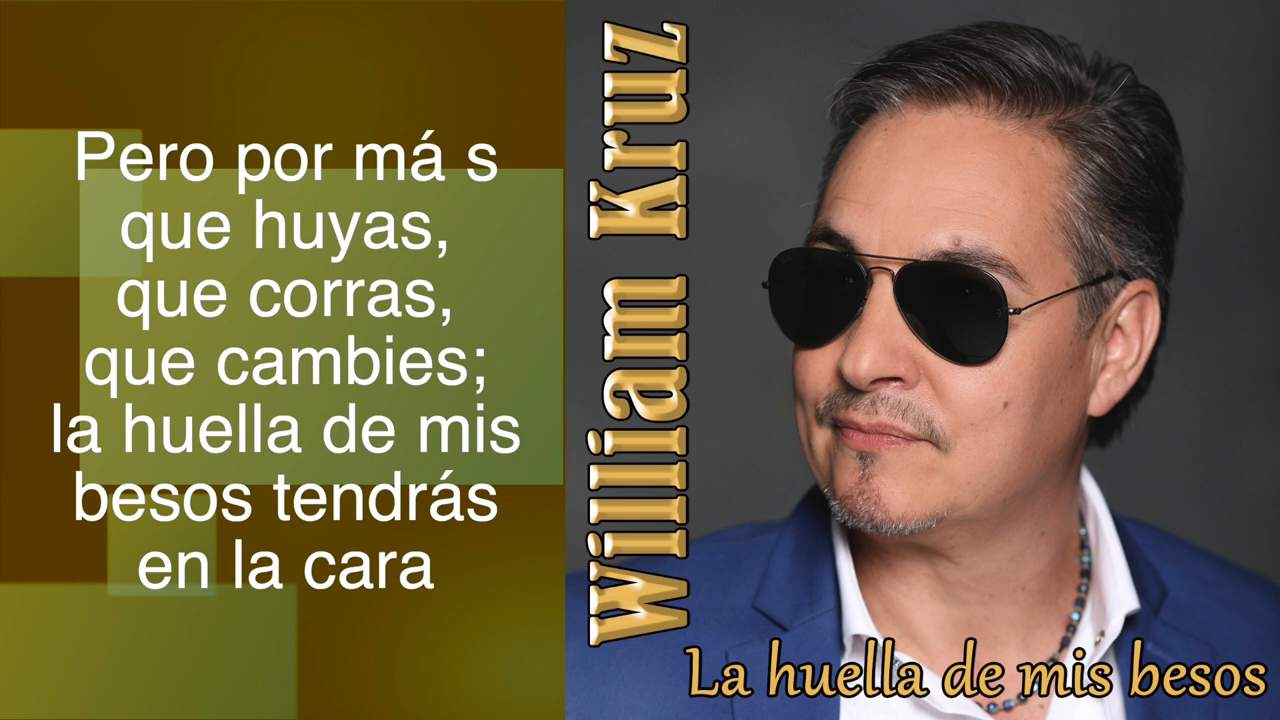 Pero por má s
que huyas,
que corras,
que cambies;
la huella de mis
besos tendrás
en la cara
William Kruz
La huella de mis besos